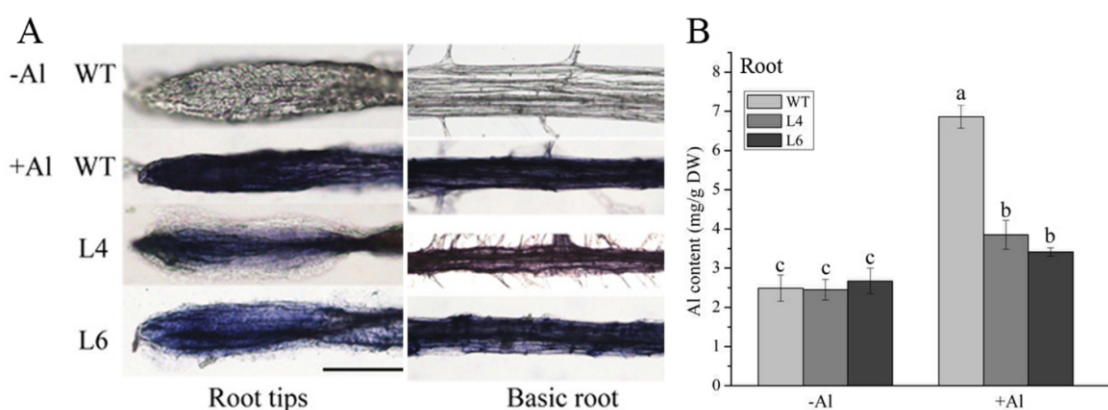 A
-Al WT
+Al WT
L4
L6
Root tips Basic root
B
Root
WT
L4
L6
Al content (mg/g DW)
8
7
6
5
4
3
2
1
0
c c c
a
b
b
-Al +Al